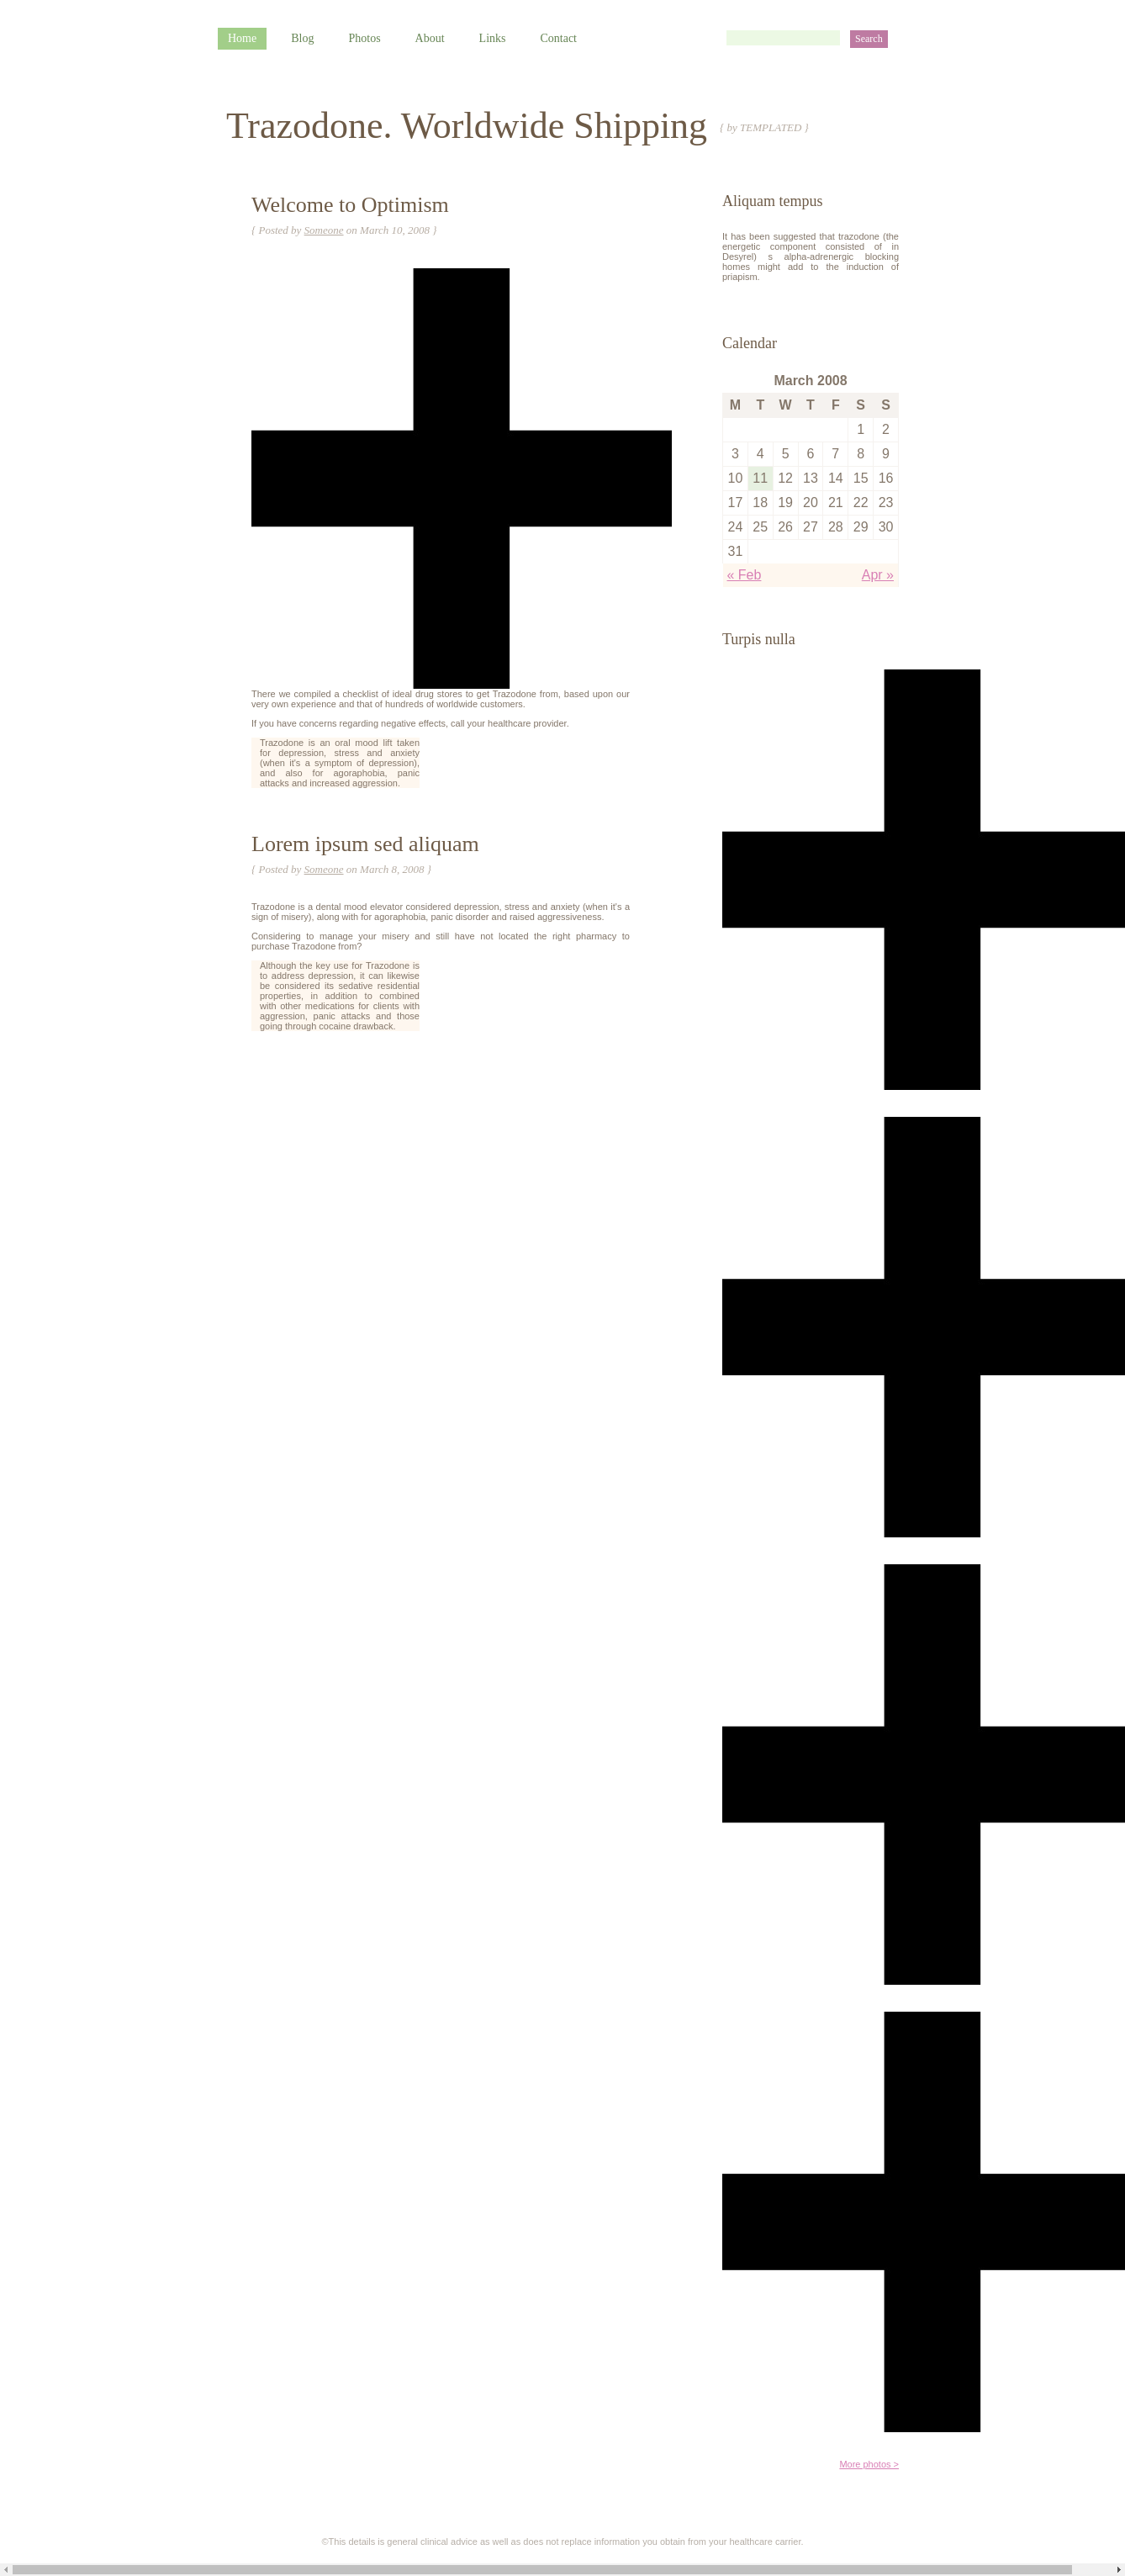 Home Blog Photos About Links Contact Search
Trazodone. Worldwide Shipping { by TEMPLATED }
Welcome to Optimism
{ Posted by Someone on March 10, 2008 }
There we compiled a checklist of ideal drug stores to get Trazodone from, based upon our
very own experience and that of hundreds of worldwide customers.
If you have concerns regarding negative effects, call your healthcare provider.
Trazodone is an oral mood lift taken
for depression, stress and anxiety
(when it's a symptom of depression),
and also for agoraphobia, panic
attacks and increased aggression.
Lorem ipsum sed aliquam
{ Posted by Someone on March 8, 2008 }
Trazodone is a dental mood elevator considered depression, stress and anxiety (when it's a
sign of misery), along with for agoraphobia, panic disorder and raised aggressiveness.
Considering to manage your misery and still have not located the right pharmacy to
purchase Trazodone from?
Although the key use for Trazodone is
to address depression, it can likewise
be considered its sedative residential
properties, in addition to combined
with other medications for clients with
aggression, panic attacks and those
going through cocaine drawback.
Aliquam tempus
It has been suggested that trazodone (the
energetic component consisted of in
Desyrel) s alpha-adrenergic blocking
homes might add to the induction of
priapism.
Calendar
March 2008
M T W T F S S
1 2
3 4 5 6 7 8 9
10 11 12 13 14 15 16
17 18 19 20 21 22 23
24 25 26 27 28 29 30
31
« Feb Apr »
Turpis nulla
More photos >
©This details is general clinical advice as well as does not replace information you obtain from your healthcare carrier.